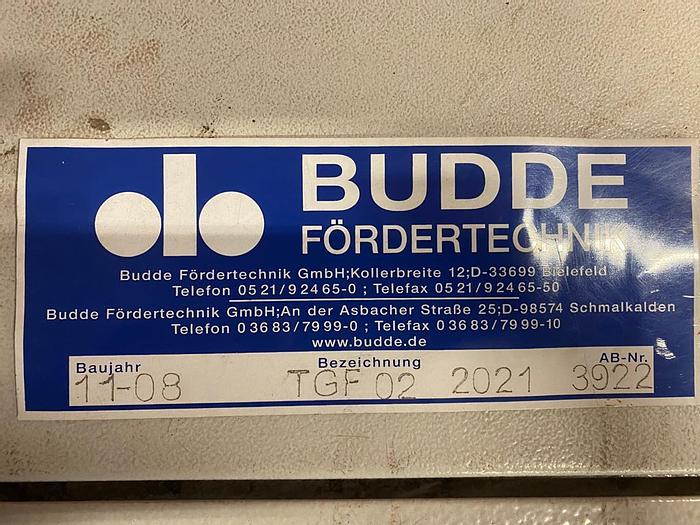 BUDDE
FÖRDERTECHNIK
Budde Fördertechnik GmbH;Kollerbreite 12;D-33699 Bielefeld
Telefon 05 21/9 24 65-0 ; Telefax 05 21/9 24 65-50
Budde Fördertechnik GmbH;An der Asbacher Straße 25;D-98574 Schmalkalden
Telefon 0 36 83/79 99-0 ; Telefax 0 36 83/79 99-10
www.budde.de
Baujahr Bezeichnung AB-Nr.
11-08 TGF 02 2021 3922